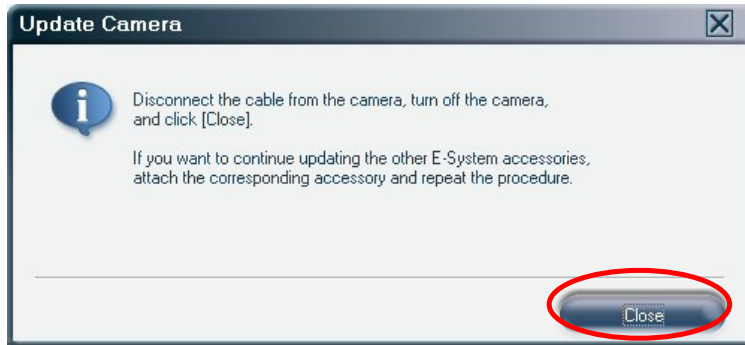 Update Camera
Disconnect the cable from the camera, turn off the camera,
and click [Close].
If you want to continue updating the other E-System accessories,
attach the corresponding accessory and repeat the procedure.
Close